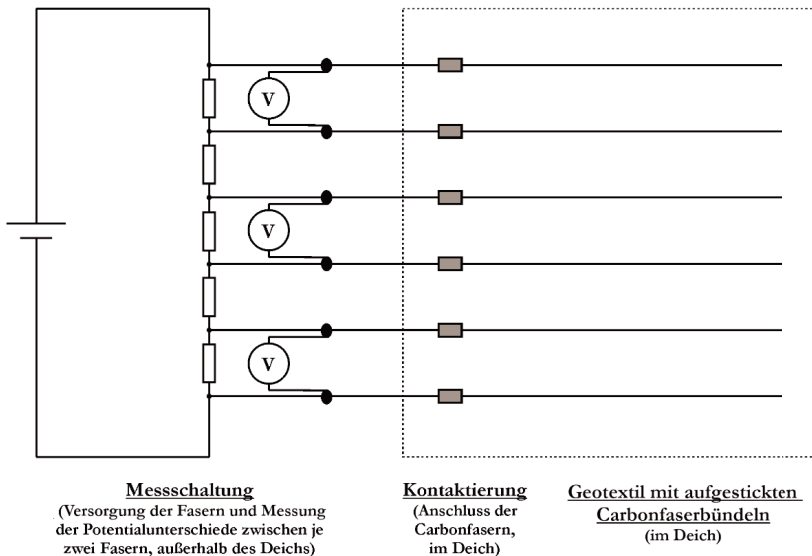 V
V
V
Messschaltung
(Versorgung der Fasern und Messung
der Potentialunterschiede zwischen je
zwei Fasern, außerhalb des Deichs)
Kontaktierung
(Anschluss der
Carbonfasern,
im Deich)
Geotextil mit aufgestickten
Carbonfaserbündeln
(im Deich)